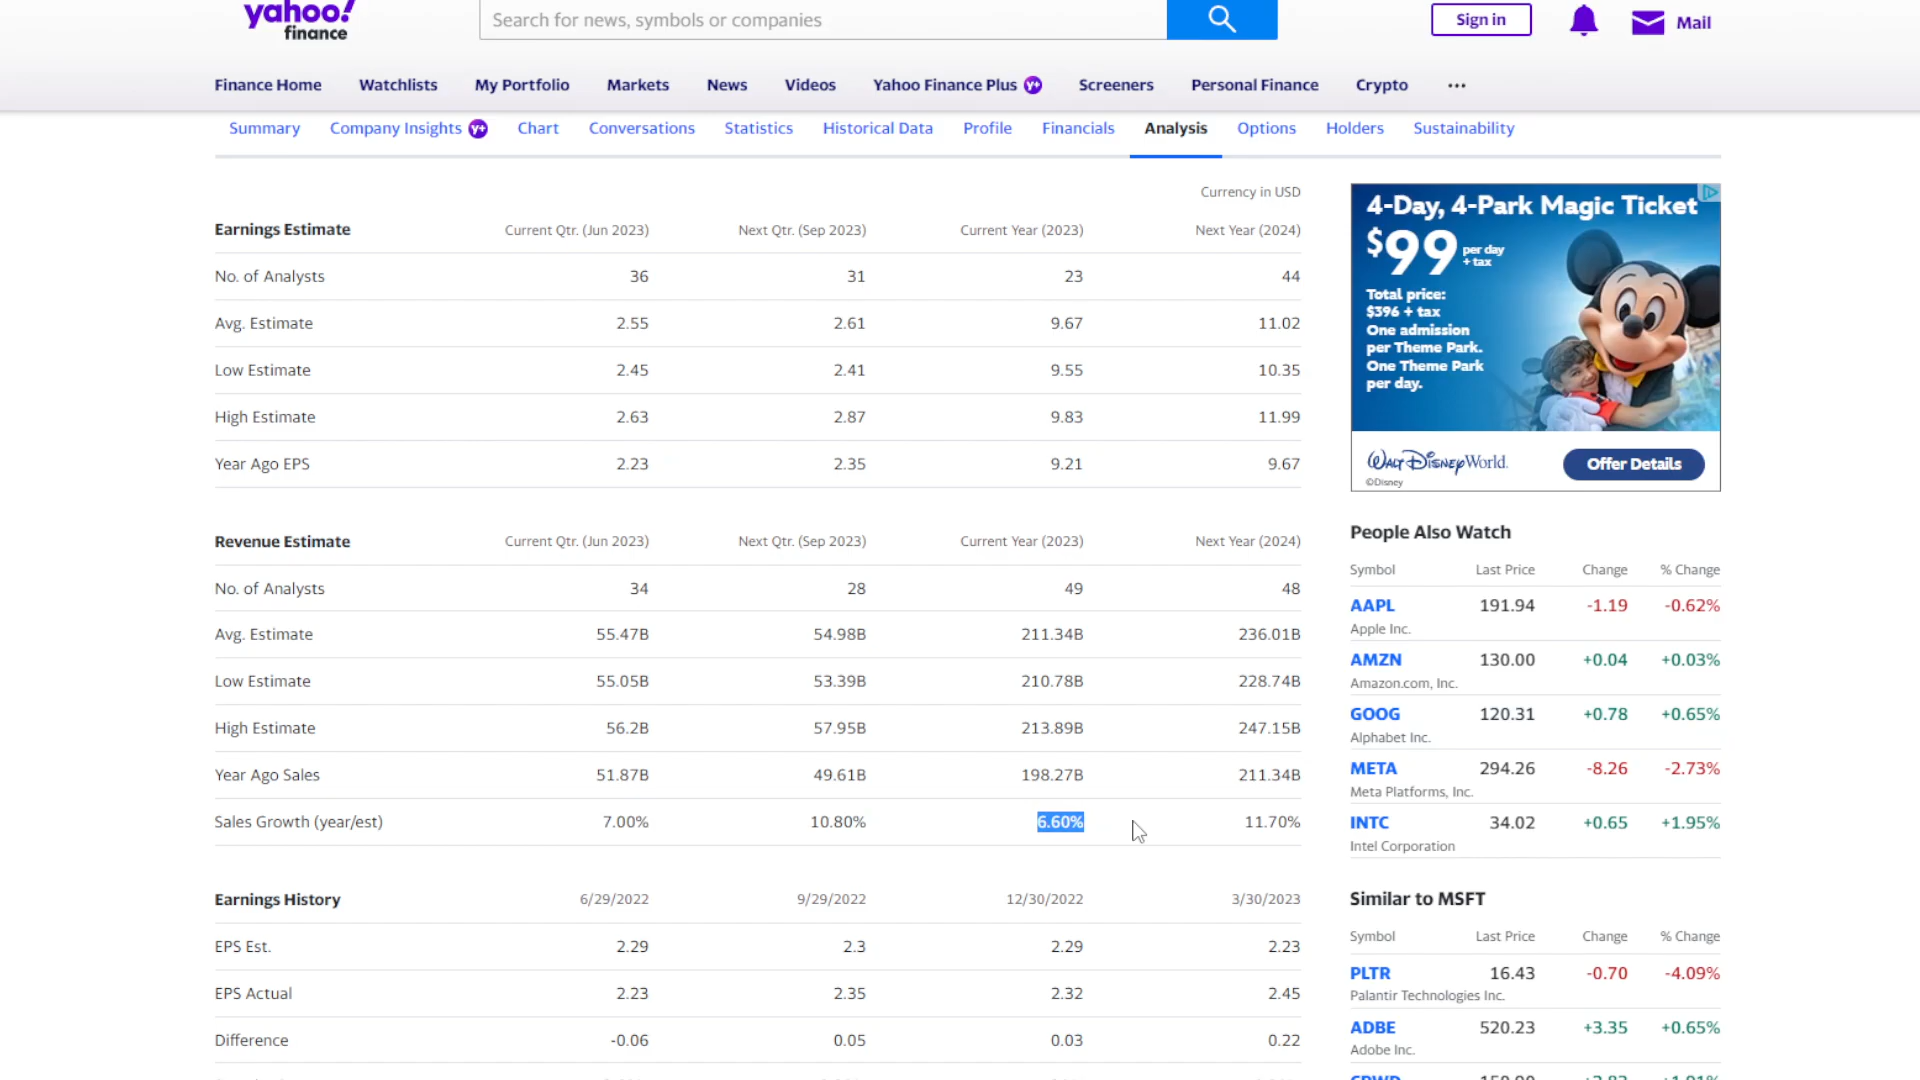 yahoo!
finance
Search for news, symbols or companies
Sign in
Mail
Finance Home Watchlists My Portfolio Markets News Videos Yahoo Finance Plus Y+ Screeners Personal Finance Crypto ...
Summary Company Insights Y+ Chart Conversations Statistics Historical Data Profile Financials Analysis Options Holders Sustainability
Currency in USD
Earnings Estimate Current Qtr. (Jun 2023) Next Qtr. (Sep 2023) Current Year (2023) Next Year (2024)
No. of Analysts 36 31 23 44
Avg. Estimate 2.55 2.61 9.67 11.02
Low Estimate 2.45 2.41 9.55 10.35
High Estimate 2.63 2.87 9.83 11.99
Year Ago EPS 2.23 2.35 9.21 9.67
Revenue Estimate Current Qtr. (Jun 2023) Next Qtr. (Sep 2023) Current Year (2023) Next Year (2024)
No. of Analysts 34 28 49 48
Avg. Estimate 55.47B 54.98B 211.34B 236.01B
Low Estimate 55.05B 53.39B 210.78B 228.74B
High Estimate 56.2B 57.95B 213.89B 247.15B
Year Ago Sales 51.87B 49.61B 198.27B 211.34B
Sales Growth (year/est) 7.00% 10.80% 6.60% 11.70%
Earnings History 6/29/2022 9/29/2022 12/30/2022 3/30/2023
EPS Est. 2.29 2.3 2.29 2.23
EPS Actual 2.23 2.35 2.32 2.45
Difference -0.06 0.05 0.03 0.22
4-Day, 4-Park Magic Ticket
$99 per day
+ tax
Total price:
$396 + tax
One admission
per Theme Park.
One Theme Park
per day.
Walt Disney World.
©Disney
Offer Details
People Also Watch
Symbol Last Price Change % Change
AAPL 191.94 -1.19 -0.62%
Apple Inc.
AMZN 130.00 +0.04 +0.03%
Amazon.com, Inc.
GOOG 120.31 +0.78 +0.65%
Alphabet Inc.
META 294.26 -8.26 -2.73%
Meta Platforms, Inc.
INTC 34.02 +0.65 +1.95%
Intel Corporation
Similar to MSFT
Symbol Last Price Change % Change
PLTR 16.43 -0.70 -4.09%
Palantir Technologies Inc.
ADBE 520.23 +3.35 +0.65%
Adobe Inc.